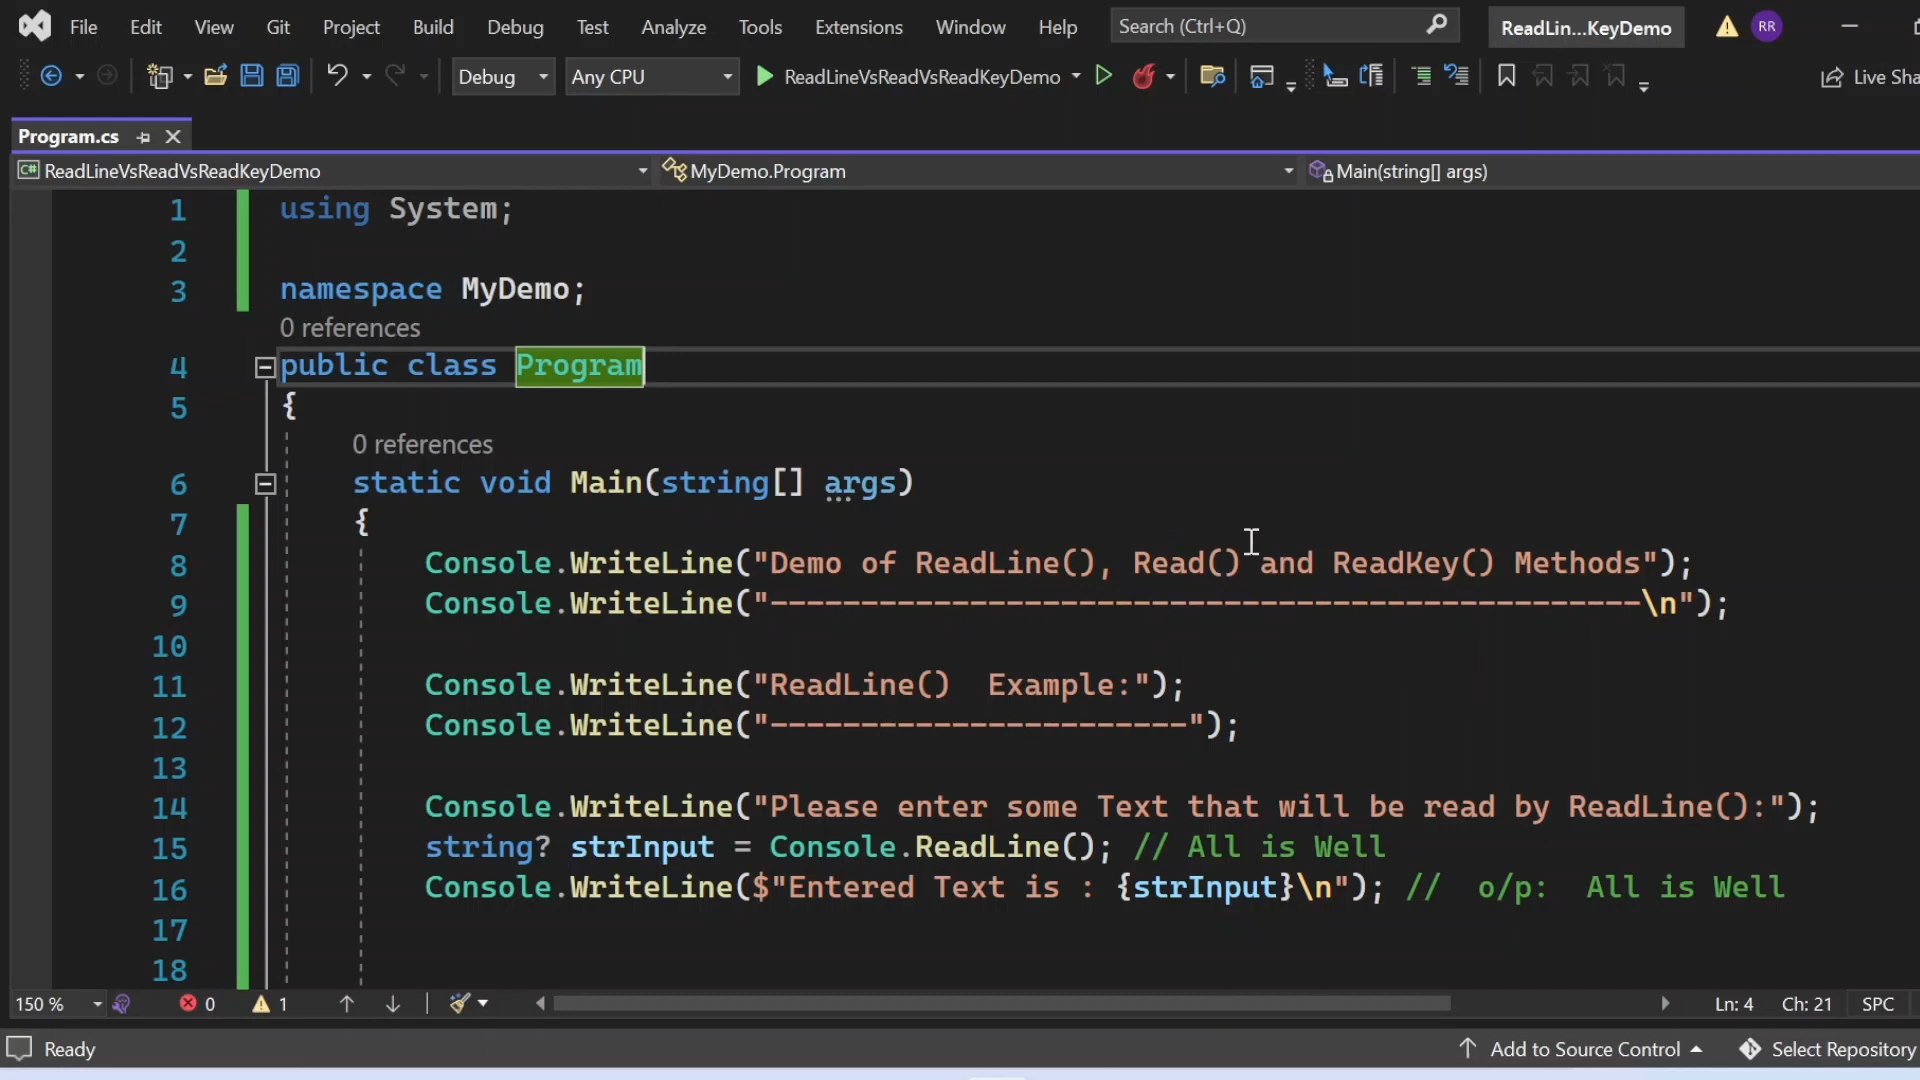 File Edit View Git Project Build Debug Test Analyze Tools Extensions Window Help Search (Ctrl+Q) ReadLin...KeyDemo RR
Debug Any CPU ReadLineVsReadVsReadKeyDemo Live Sha
Program.cs
C# ReadLineVsReadVsReadKeyDemo MyDemo.Program Main(string[] args)
1 using System;
2
3 namespace MyDemo;
0 references
4 public class Program
5 {
0 references
6 static void Main(string[] args)
7 {
8 Console.WriteLine("Demo of ReadLine(), Read() and ReadKey() Methods");
9 Console.WriteLine("------------------------------------------------\n");
10
11 Console.WriteLine("ReadLine()  Example:");
12 Console.WriteLine("-----------------------");
13
14 Console.WriteLine("Please enter some Text that will be read by ReadLine():");
15 string? strInput = Console.ReadLine(); // All is Well
16 Console.WriteLine($"Entered Text is : {strInput}\n"); //  o/p:  All is Well
17
18
150 % 0 1 Ln: 4 Ch: 21 SPC
Ready Add to Source Control Select Repository